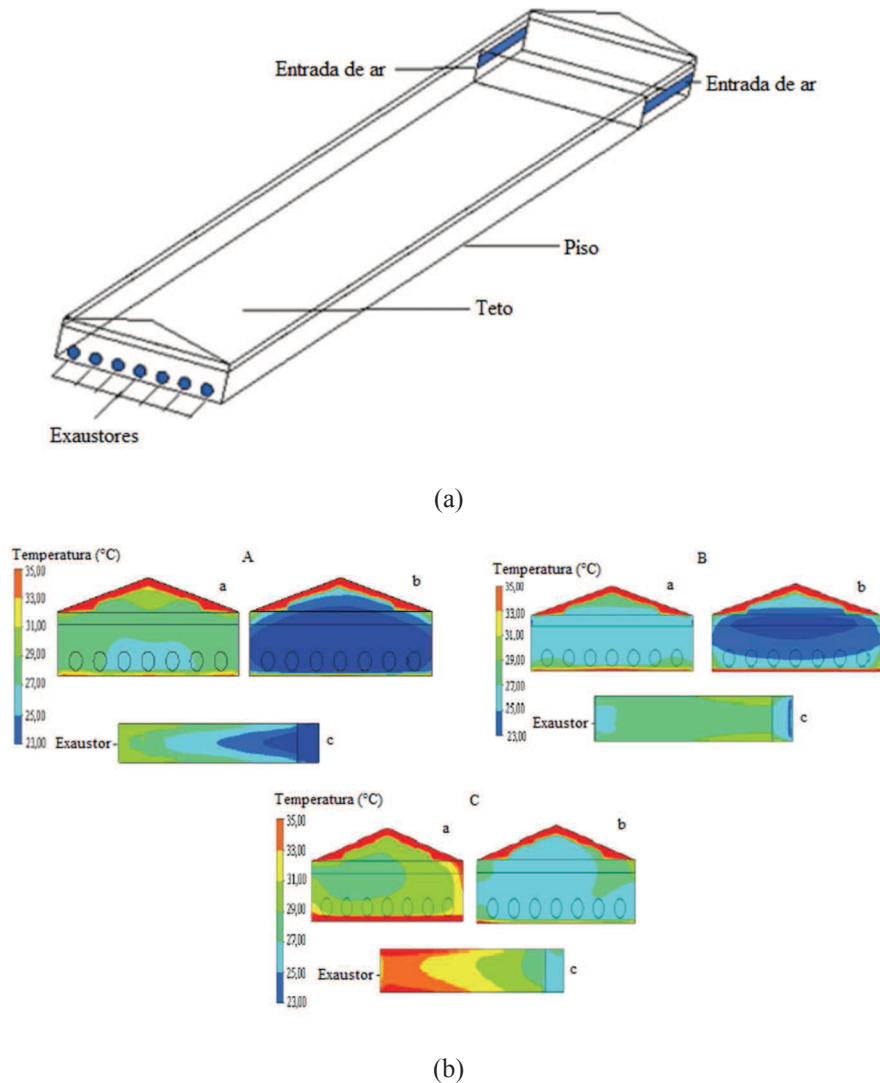 Entrada de ar
Entrada de ar
Piso
Teto
Exaustores
(a)
Temperatura (°C)
A
35,00
33,00
31,00
29,00
27,00
25,00
23,00
a
b
Exaustor
c
Temperatura (°C)
B
35,00
33,00
31,00
29,00
27,00
25,00
23,00
a
b
Exaustor
c
Temperatura (°C)
C
35,00
33,00
31,00
29,00
27,00
25,00
23,00
a
b
Exaustor
c
(b)